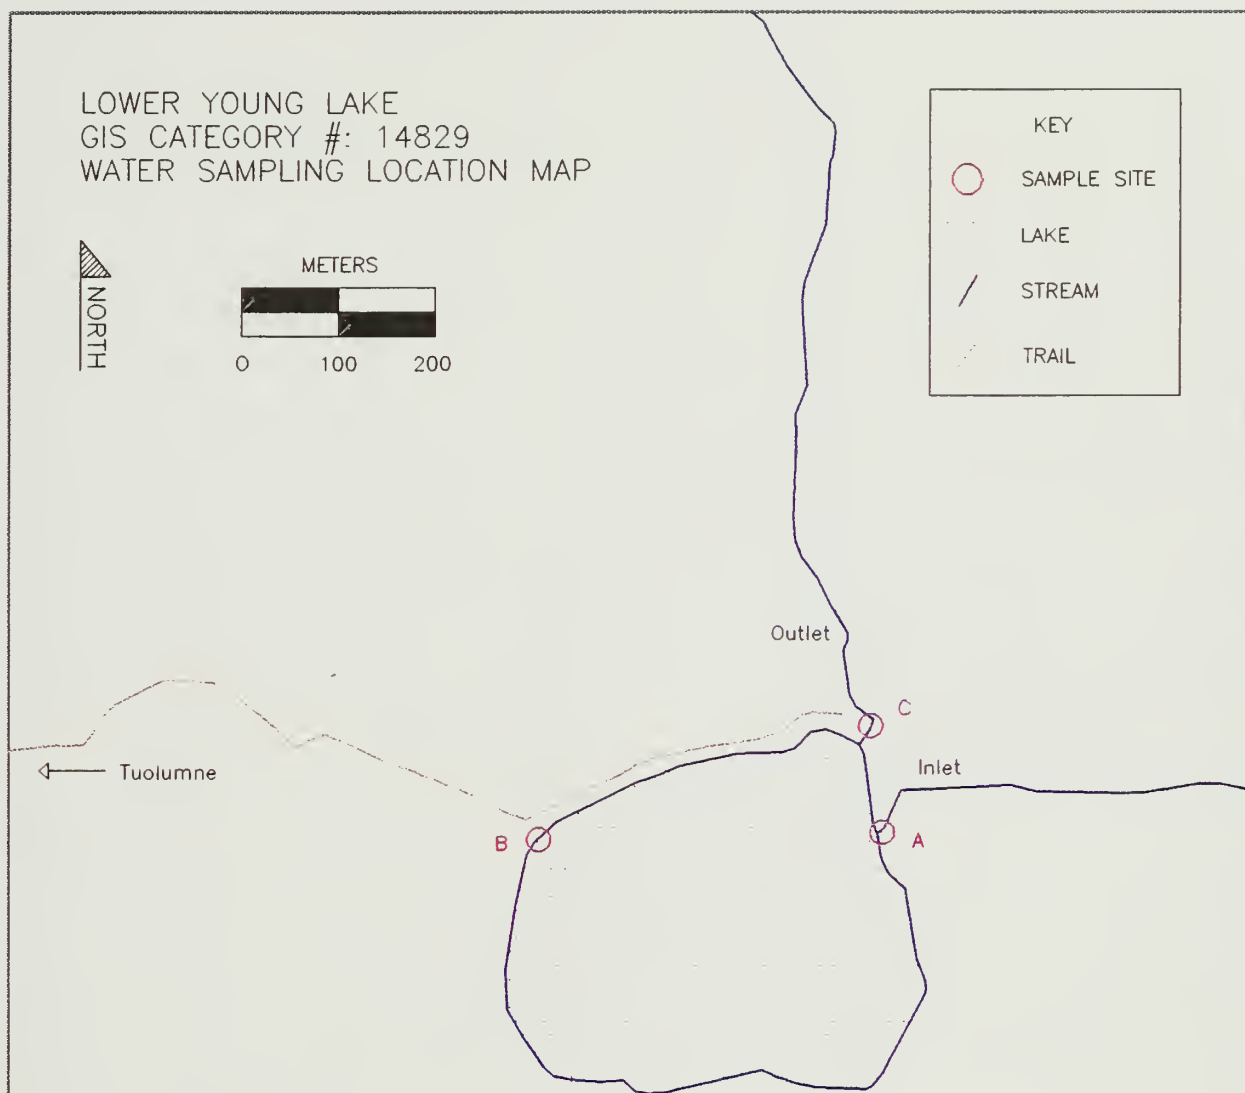 LOWER YOUNG LAKE
GIS CATEGORY #: 14829
WATER SAMPLING LOCATION MAP
NORTH
METERS
0 100 200
KEY
SAMPLE SITE
LAKE
STREAM
TRAIL
Outlet
C
Inlet
Tuolumne
B
A